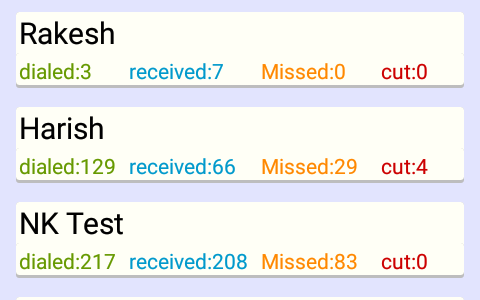 Rakesh
dialed:3 received:7 Missed:0 cut:0
Harish
dialed:129 received:66 Missed:29 cut:4
NK Test
dialed:217 received:208 Missed:83 cut:0